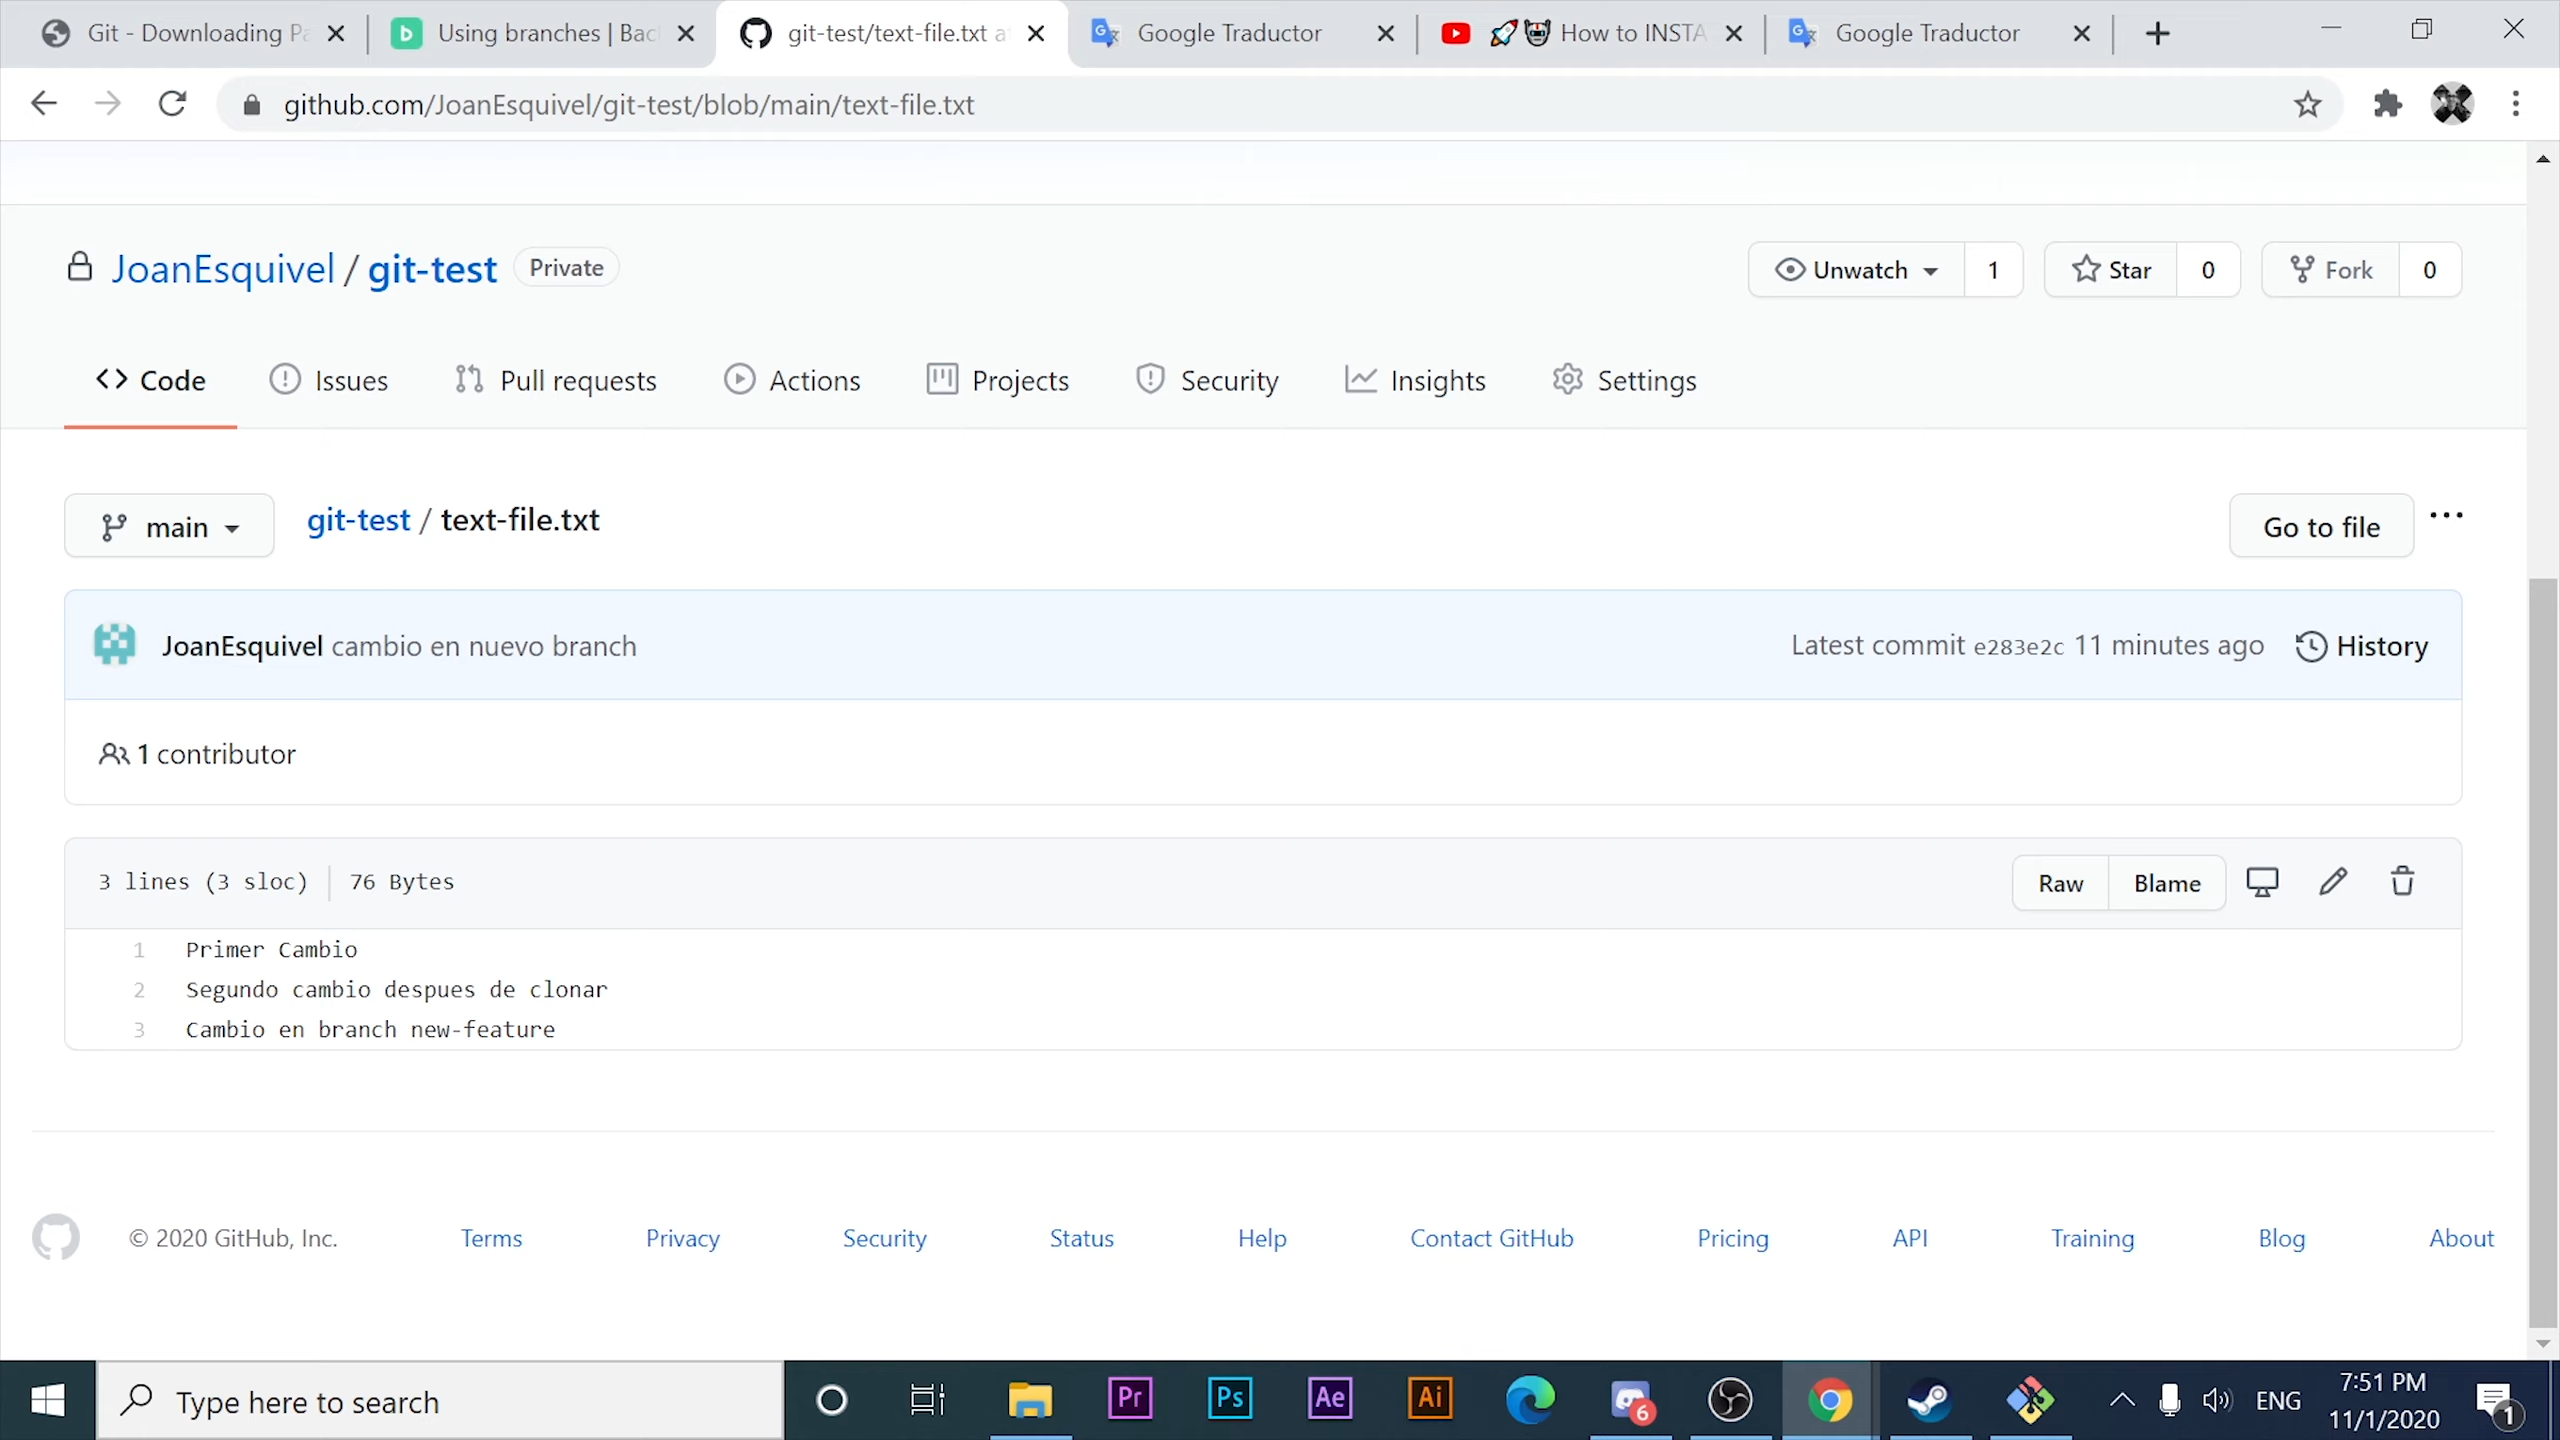 Git - Downloading Pa
Using branches | Bac
git-test/text-file.txt a
Google Traductor
How to INSTA
Google Traductor
github.com/JoanEsquivel/git-test/blob/main/text-file.txt
JoanEsquivel / git-test Private
Unwatch 1
Star 0
Fork 0
Code
Issues
Pull requests
Actions
Projects
Security
Insights
Settings
main
git-test / text-file.txt
Go to file
JoanEsquivel cambio en nuevo branch
Latest commit e283e2c 11 minutes ago
History
1 contributor
3 lines (3 sloc) 76 Bytes
Raw
Blame
1 Primer Cambio
2 Segundo cambio despues de clonar
3 Cambio en branch new-feature
© 2020 GitHub, Inc.
Terms
Privacy
Security
Status
Help
Contact GitHub
Pricing
API
Training
Blog
About
Type here to search
Pr
Ps
Ae
Ai
6
ENG
7:51 PM
11/1/2020
1